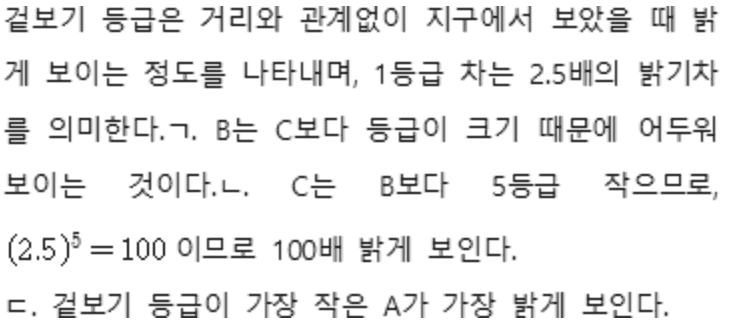 겉보기 등급은 거리와 관계없이 지구에서 보았을 때 밝
게 보이는 정도를 나타내며, 1등급 차는 2.5배의 밝기차
를 의미한다.ㄱ. B는 C보다 등급이 크기 때문에 어두워
보이는 것이다.ㄴ. C는 B보다 5등급 작으므로,
(2.5)^5 = 100 이므로 100배 밝게 보인다.
ㄷ. 겉보기 등급이 가장 작은 A가 가장 밝게 보인다.